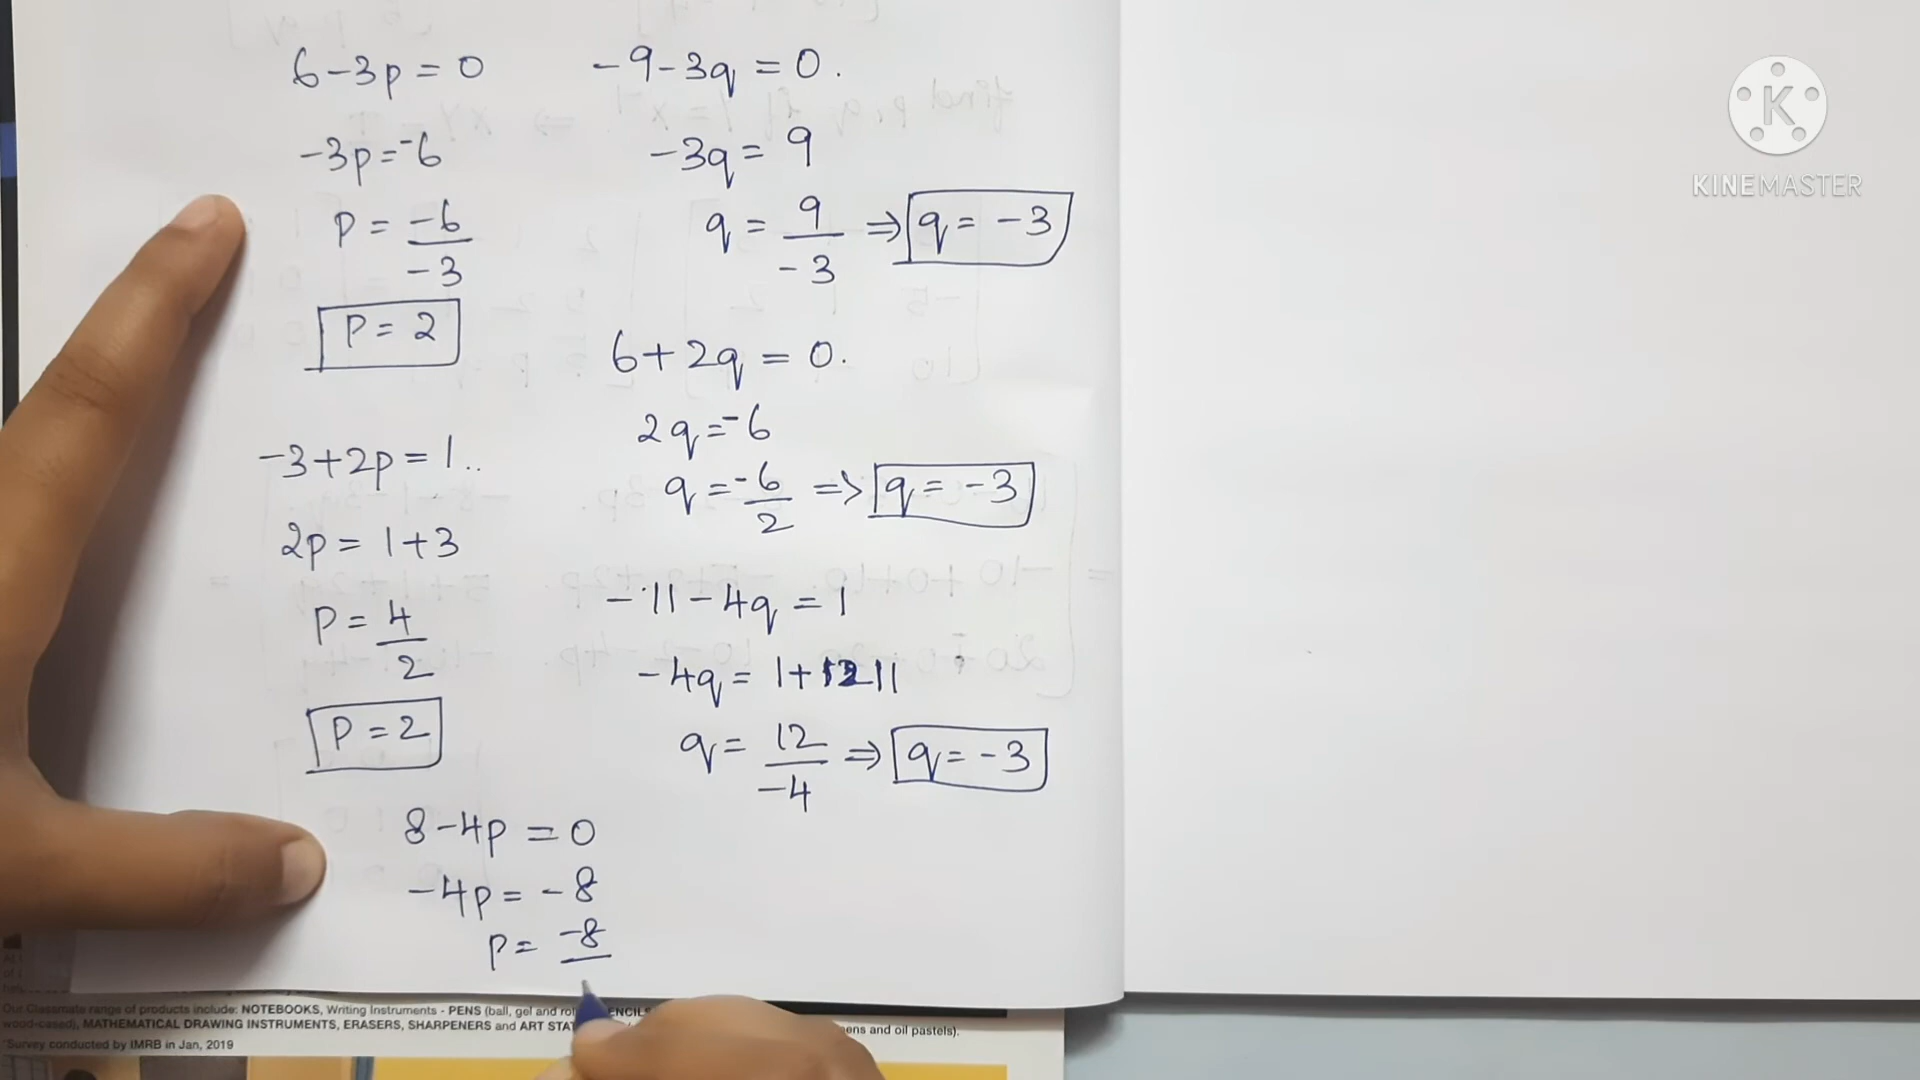 6-3p = 0
-3p = -6
p = -6/-3
P = 2
-3+2p = 1..
2p = 1+3
P = 4/2
P = 2
8-4p = 0
-4p = -8
p = -8
-9-3q = 0.
-3q = 9
q = 9/-3 ⇒ q = -3
6+2q = 0.
2q = -6
q = -6/2 => q = -3
-11-4q = 1
-4q = 1+ 11
q = 12/-4 ⇒ q = -3
K
KINEMASTER
Our Classmate range of products include: NOTEBOOKS, Writing Instruments - PENS (ball, gel and
MATHEMATICAL DRAWING INSTRUMENTS, ERASERS, SHARPENERS and ART
and oil pastels).
*Survey conducted by IMRB in Jan, 2019